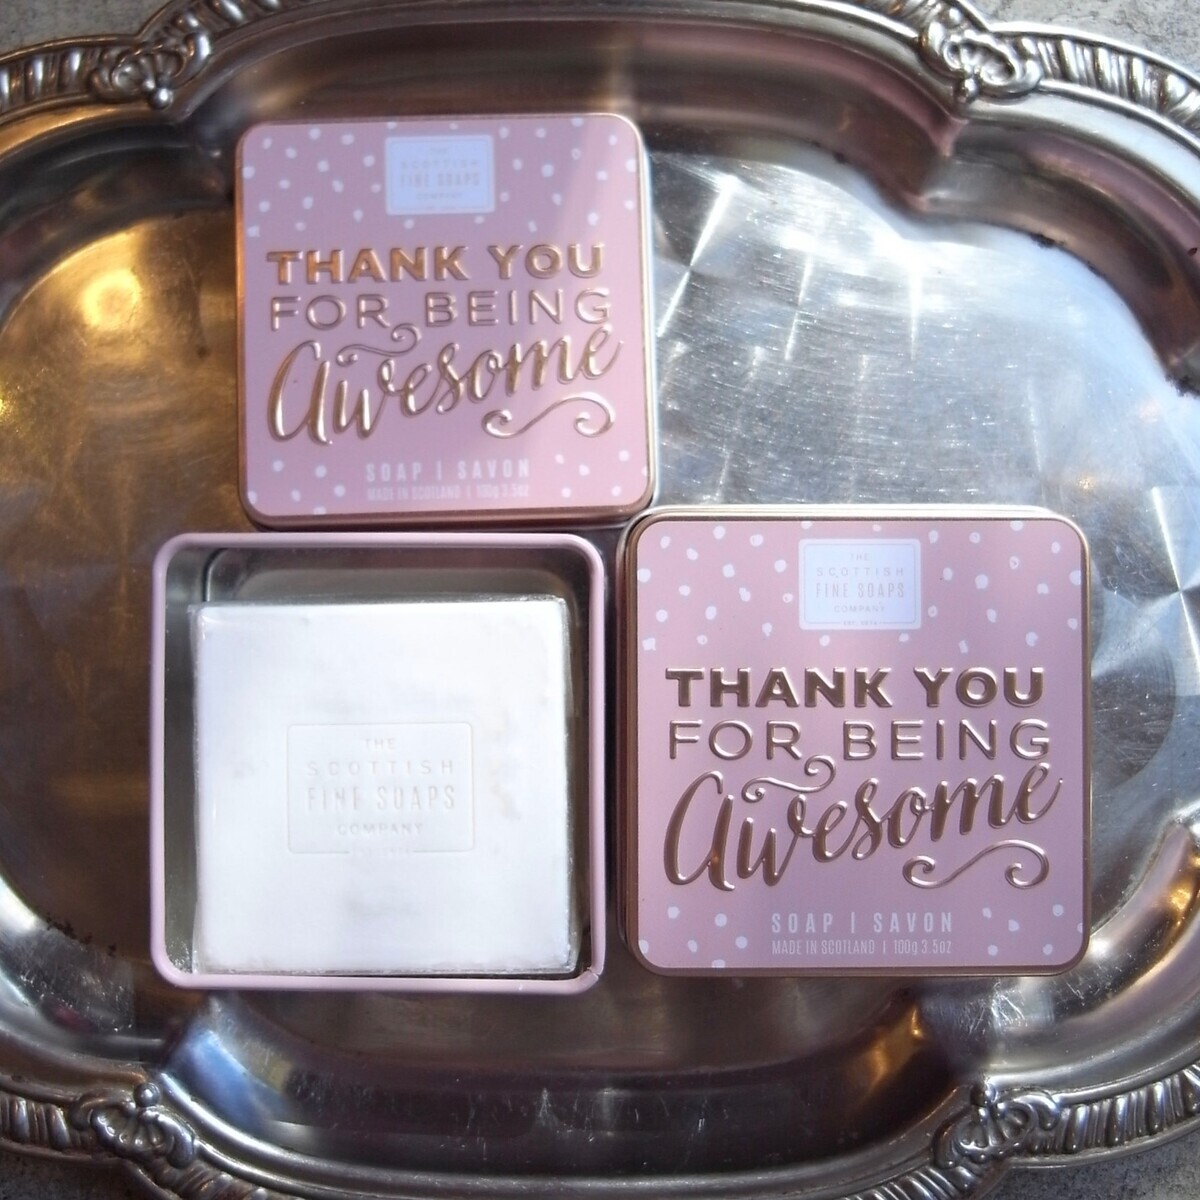 THE
SCOTTISH
FINE SOAPS
COMPANY
THANK YOU
FOR BEING
Awesome
SOAP | SAVON
MADE IN SCOTLAND | 100g 3.5oz
THE
SCOTTISH
FINE SOAPS
COMPANY
THE
SCOTTISH
FINE SOAPS
COMPANY
EST. 1974
THANK YOU
FOR BEING
Awesome
SOAP | SAVON
MADE IN SCOTLAND | 100g 3.5oz